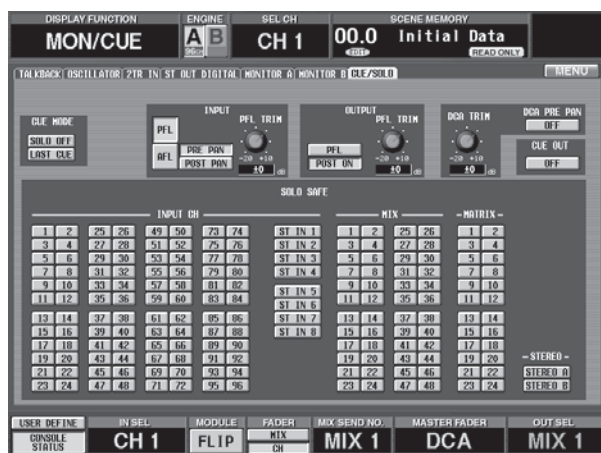 DISPLAY FUNCTION ENGINE SEL CH SCENE MEMORY
MON/CUE A B CH 1 00.0 Initial Data
96CH EDIT READ ONLY
TALKBACK OSCILLATOR 2TR IN ST OUT DIGITAL MONITOR A MONITOR B CUE/SOLO MENU
CUE MODE
SOLO OFF
LAST CUE
INPUT
PFL
AFL
PRE PAN
POST PAN
PFL TRIM
-20 +10
±0 dB
OUTPUT
PFL
POST ON
PFL TRIM
-20 +10
±0 dB
DCA TRIM
-20 +10
±0 dB
DCA PRE PAN
OFF
CUE OUT
OFF
SOLO SAFE
INPUT CH MIX -MATRIX-
1 2 25 26 49 50 73 74 ST IN 1 1 2 25 26 1 2
3 4 27 28 51 52 75 76 ST IN 2 3 4 27 28 3 4
5 6 29 30 53 54 77 78 ST IN 3 5 6 29 30 5 6
7 8 31 32 55 56 79 80 ST IN 4 7 8 31 32 7 8
9 10 33 34 57 58 81 82 ST IN 5 9 10 33 34 9 10
11 12 35 36 59 60 83 84 ST IN 6 11 12 35 36 11 12
13 14 37 38 61 62 85 86 ST IN 7 13 14 37 38 13 14
15 16 39 40 63 64 87 88 ST IN 8 15 16 39 40 15 16
17 18 41 42 65 66 89 90 17 18 41 42 17 18
19 20 43 44 67 68 91 92 19 20 43 44 19 20 -STEREO-
21 22 45 46 69 70 93 94 21 22 45 46 21 22 STEREO A
23 24 47 48 71 72 95 96 23 24 47 48 23 24 STEREO B
USER DEFINE IN SEL MODULE FADER MIX SEND NO. MASTER FADER OUT SEL
CONSOLE STATUS CH 1 FLIP MIX CH MIX 1 DCA MIX 1